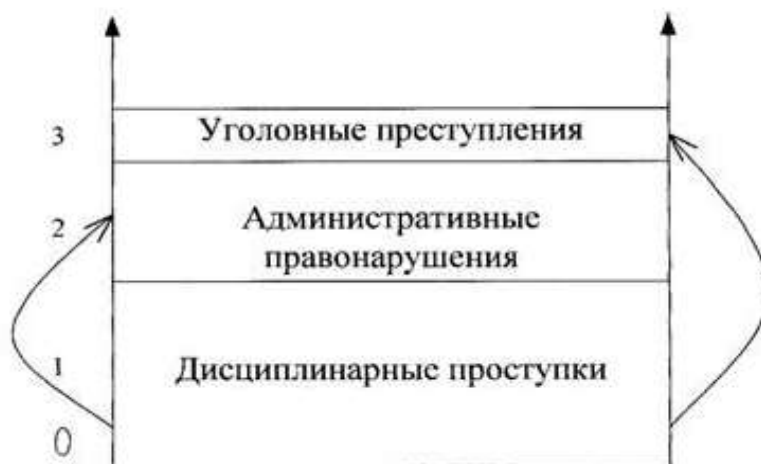 3 Уголовные преступления
2 Административные
правонарушения
1 Дисциплинарные проступки
0